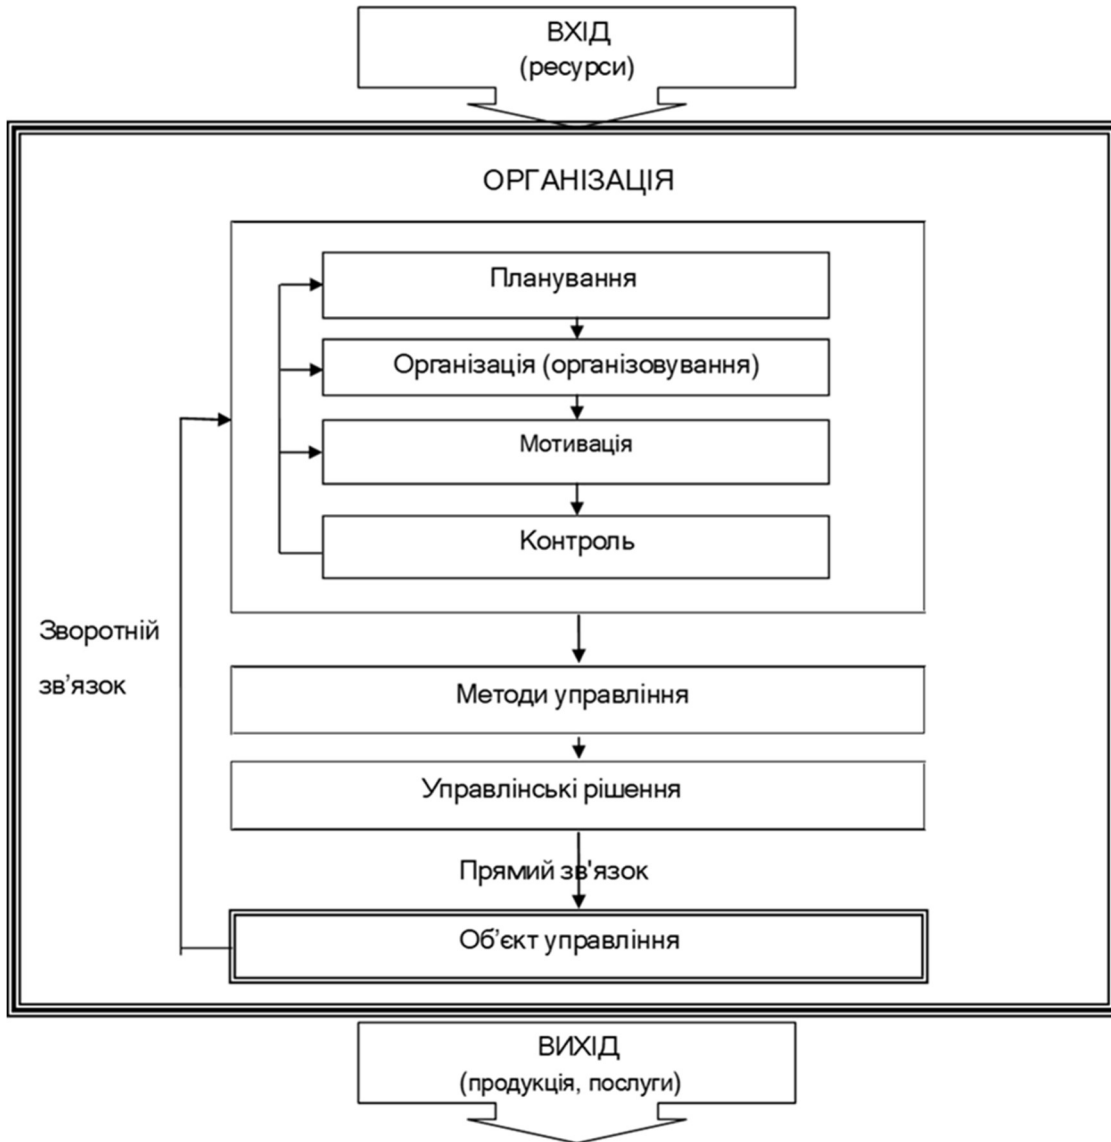 ВХІД
(ресурси)
ОРГАНІЗАЦІЯ
Планування
Організація (організовування)
Мотивація
Контроль
Зворотній
зв’язок
Методи управління
Управлінські рішення
Прямий зв'язок
Об’єкт управління
ВИХІД
(продукція, послуги)